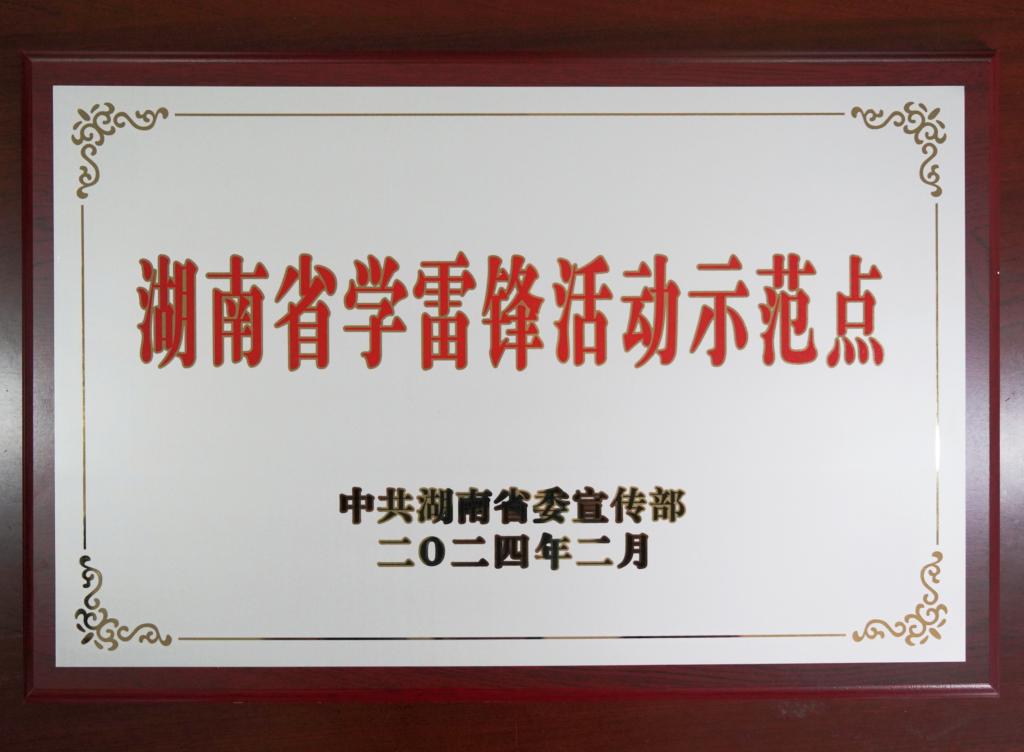 湖南省学雷锋活动示范点
中共湖南省委宣传部
二〇二四年二月